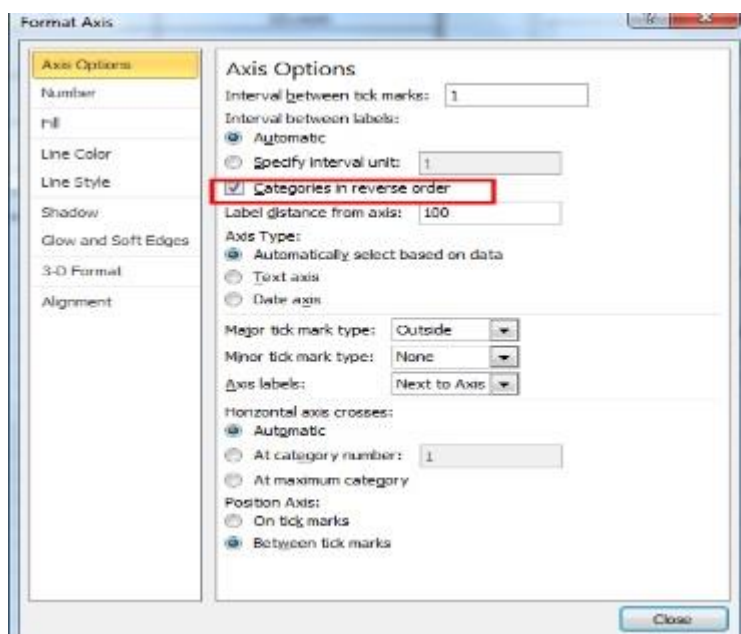 Format Axis
Axis Options
Number
Fill
Line Color
Line Style
Shadow
Glow and Soft Edges
3-D Format
Alignment
Axis Options
Interval between tick marks: 1
Interval between labels:
Automatic
Specify interval unit: 1
Categories in reverse order
Label distance from axis: 100
Axis Type:
Automatically select based on data
Text axis
Date axis
Major tick mark type: Outside
Minor tick mark type: None
Axis labels: Next to Axis
Horizontal axis crosses:
Automatic
At category number: 1
At maximum category
Position Axis:
On tick marks
Between tick marks
Close